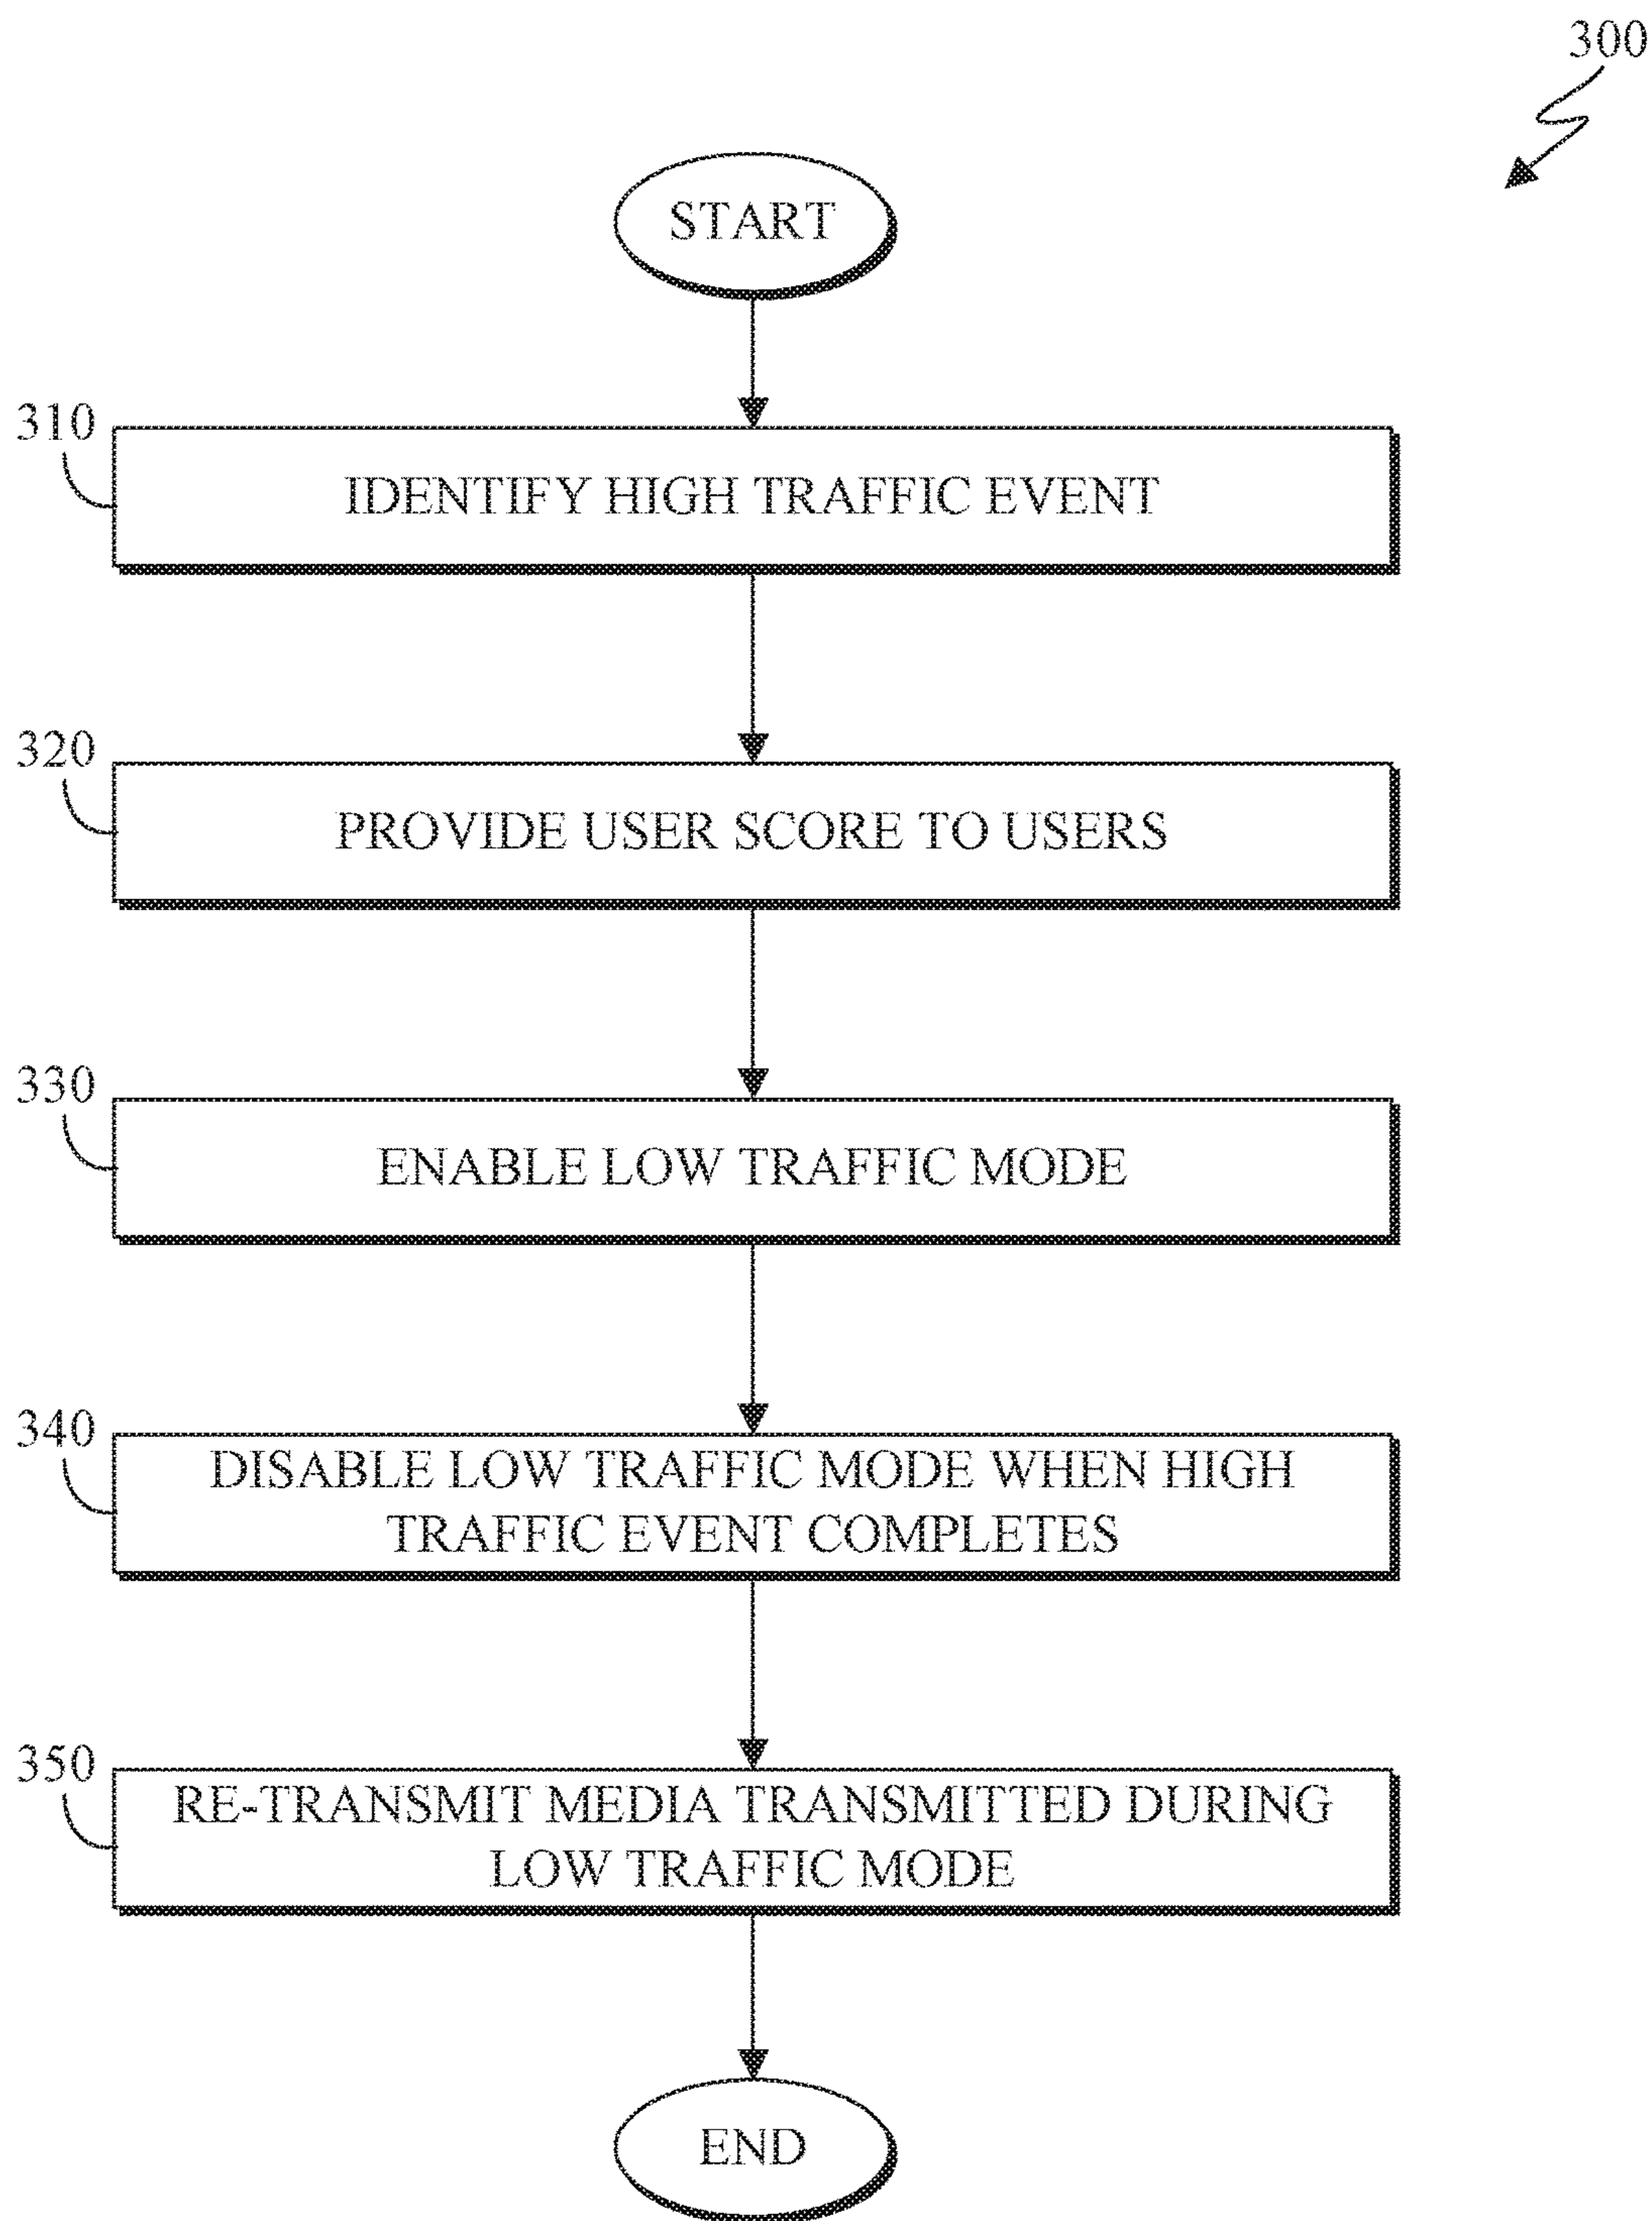 300
START
310
IDENTIFY HIGH TRAFFIC EVENT
320
PROVIDE USER SCORE TO USERS
330
ENABLE LOW TRAFFIC MODE
340
DISABLE LOW TRAFFIC MODE WHEN HIGH
TRAFFIC EVENT COMPLETES
350
RE-TRANSMIT MEDIA TRANSMITTED DURING
LOW TRAFFIC MODE
END